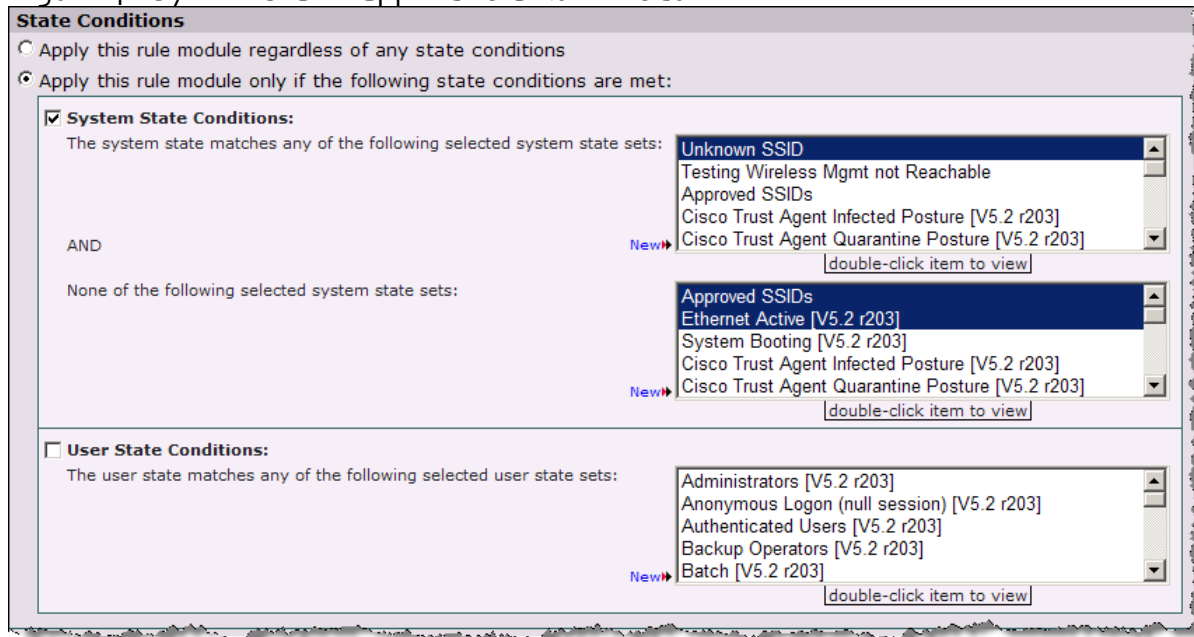 State Conditions
Apply this rule module regardless of any state conditions
Apply this rule module only if the following state conditions are met:
System State Conditions:
The system state matches any of the following selected system state sets:
Unknown SSID
Testing Wireless Mgmt not Reachable
Approved SSIDs
Cisco Trust Agent Infected Posture [V5.2 r203]
Cisco Trust Agent Quarantine Posture [V5.2 r203]
AND
New
double-click item to view
None of the following selected system state sets:
Approved SSIDs
Ethernet Active [V5.2 r203]
System Booting [V5.2 r203]
Cisco Trust Agent Infected Posture [V5.2 r203]
Cisco Trust Agent Quarantine Posture [V5.2 r203]
New
double-click item to view
User State Conditions:
The user state matches any of the following selected user state sets:
Administrators [V5.2 r203]
Anonymous Logon (null session) [V5.2 r203]
Authenticated Users [V5.2 r203]
Backup Operators [V5.2 r203]
Batch [V5.2 r203]
New
double-click item to view